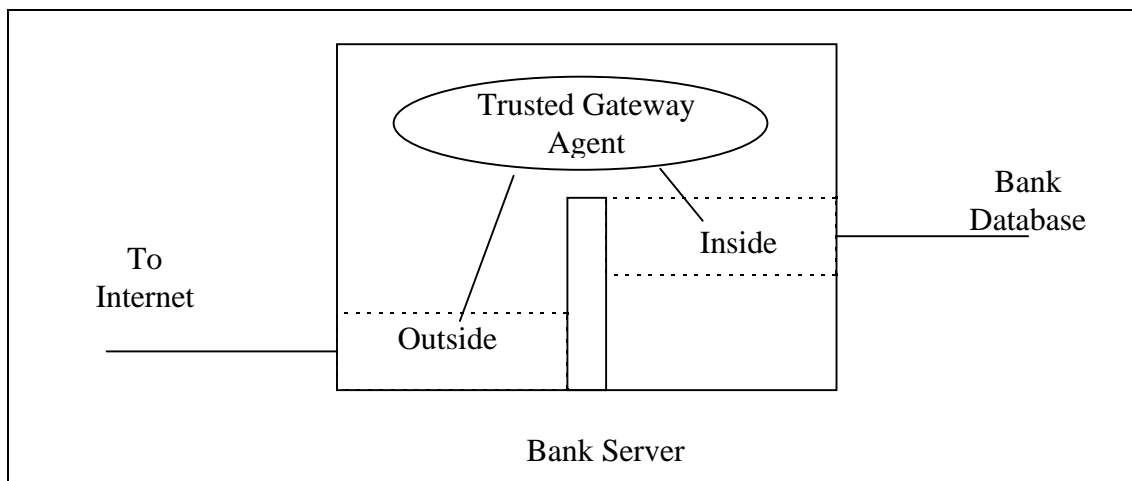 Trusted Gateway
Agent
Bank
Database
Inside
To
Internet
Outside
Bank Server